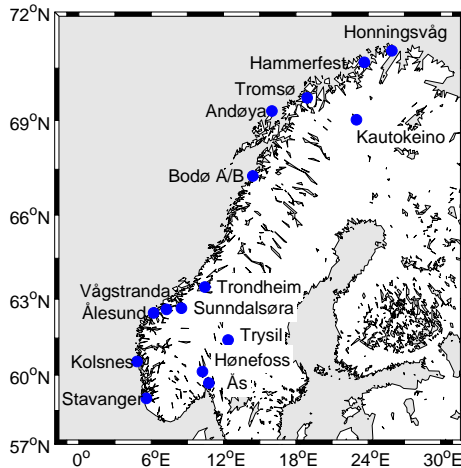 72°N
Honningsvåg
Hammerfest
Tromsø
Andøya
69°N
Kautokeino
Bodø A/B
66°N
Vågstranda
Trondheim
63°N
Ålesund
Sunndalsøra
Trysil
Kolsnes
Hønefoss
60°N
Ås
Stavanger
57°N
0° 6°E 12°E 18°E 24°E 30°E